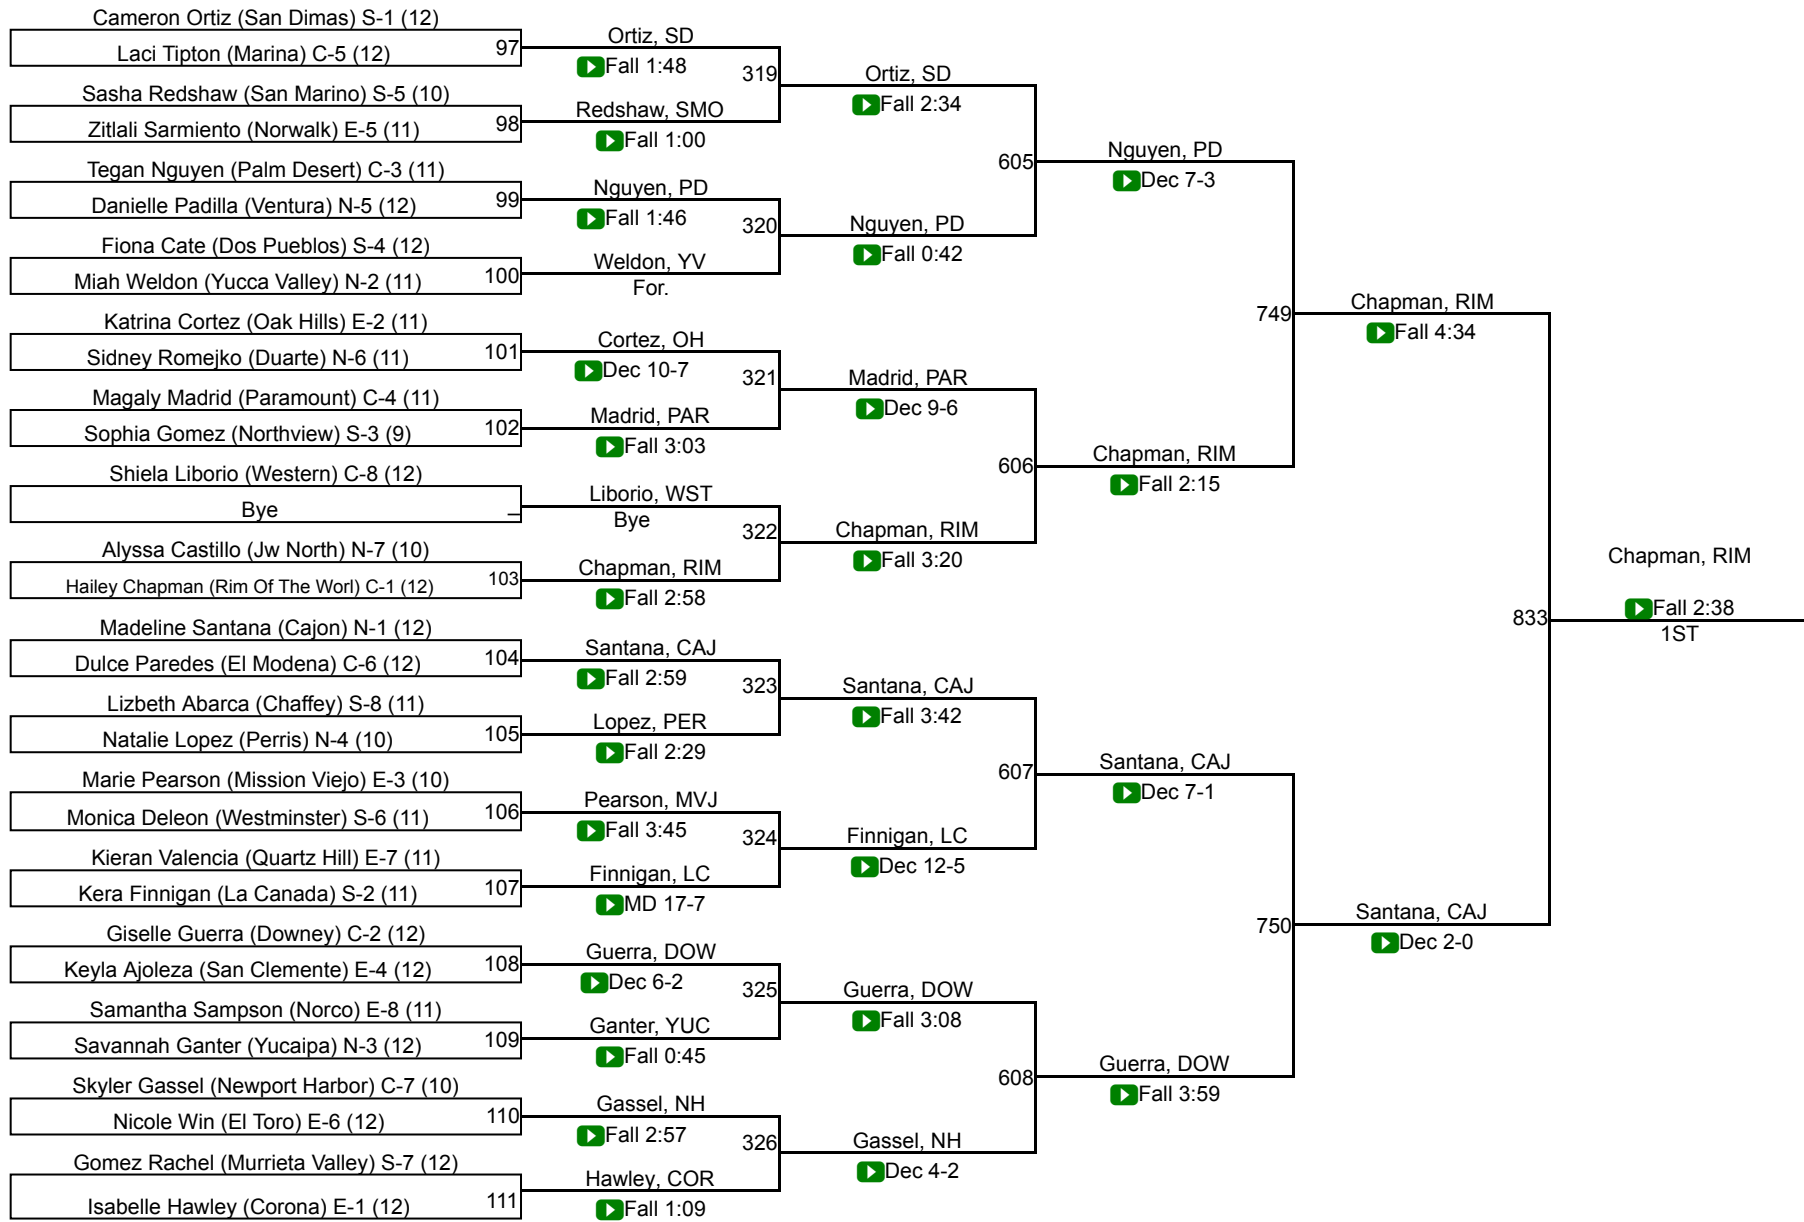 Cameron Ortiz (San Dimas) S-1 (12)
Laci Tipton (Marina) C-5 (12)
97
Sasha Redshaw (San Marino) S-5 (10)
Zitlali Sarmiento (Norwalk) E-5 (11)
98
Tegan Nguyen (Palm Desert) C-3 (11)
Danielle Padilla (Ventura) N-5 (12)
99
Fiona Cate (Dos Pueblos) S-4 (12)
Miah Weldon (Yucca Valley) N-2 (11)
100
Katrina Cortez (Oak Hills) E-2 (11)
Sidney Romejko (Duarte) N-6 (11)
101
Magaly Madrid (Paramount) C-4 (11)
Sophia Gomez (Northview) S-3 (9)
102
Shiela Liborio (Western) C-8 (12)
Bye
_
Alyssa Castillo (Jw North) N-7 (10)
Hailey Chapman (Rim Of The Worl) C-1 (12)
103
Madeline Santana (Cajon) N-1 (12)
Dulce Paredes (El Modena) C-6 (12)
104
Lizbeth Abarca (Chaffey) S-8 (11)
Natalie Lopez (Perris) N-4 (10)
105
Marie Pearson (Mission Viejo) E-3 (10)
Monica Deleon (Westminster) S-6 (11)
106
Kieran Valencia (Quartz Hill) E-7 (11)
Kera Finnigan (La Canada) S-2 (11)
107
Giselle Guerra (Downey) C-2 (12)
Keyla Ajoleza (San Clemente) E-4 (12)
108
Samantha Sampson (Norco) E-8 (11)
Savannah Ganter (Yucaipa) N-3 (12)
109
Skyler Gassel (Newport Harbor) C-7 (10)
Nicole Win (El Toro) E-6 (12)
110
Gomez Rachel (Murrieta Valley) S-7 (12)
Isabelle Hawley (Corona) E-1 (12)
111
Ortiz, SD
Fall 1:48
319
Redshaw, SMO
Fall 1:00
Nguyen, PD
Fall 1:46
320
Weldon, YV
For.
Cortez, OH
Dec 10-7
321
Madrid, PAR
Fall 3:03
Liborio, WST
Bye
322
Chapman, RIM
Fall 2:58
Santana, CAJ
Fall 2:59
323
Lopez, PER
Fall 2:29
Pearson, MVJ
Fall 3:45
324
Finnigan, LC
MD 17-7
Guerra, DOW
Dec 6-2
325
Ganter, YUC
Fall 0:45
Gassel, NH
Fall 2:57
326
Hawley, COR
Fall 1:09
Ortiz, SD
Fall 2:34
605
Nguyen, PD
Fall 0:42
Madrid, PAR
Dec 9-6
606
Chapman, RIM
Fall 3:20
Santana, CAJ
Fall 3:42
607
Finnigan, LC
Dec 12-5
Guerra, DOW
Fall 3:08
608
Gassel, NH
Dec 4-2
Nguyen, PD
Dec 7-3
749
Chapman, RIM
Fall 2:15
Santana, CAJ
Dec 7-1
750
Guerra, DOW
Fall 3:59
Chapman, RIM
Fall 4:34
833
Santana, CAJ
Dec 2-0
Chapman, RIM
Fall 2:38
1ST